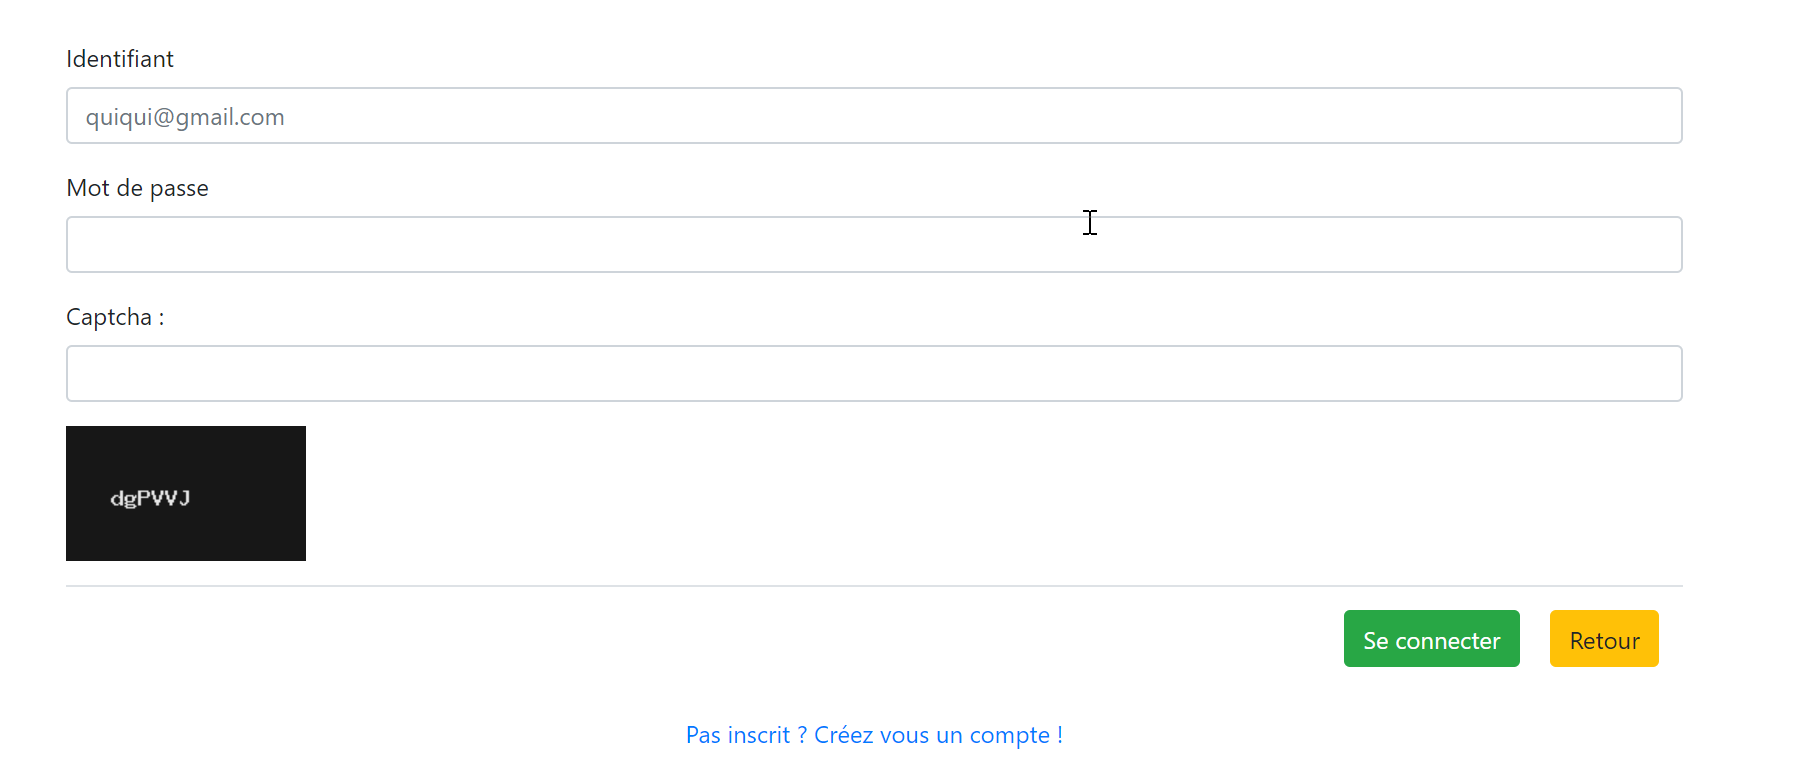 Identifiant
quiqui@gmail.com
Mot de passe
Captcha :
dgPVVJ
Se connecter
Retour
Pas inscrit ? Créez vous un compte !